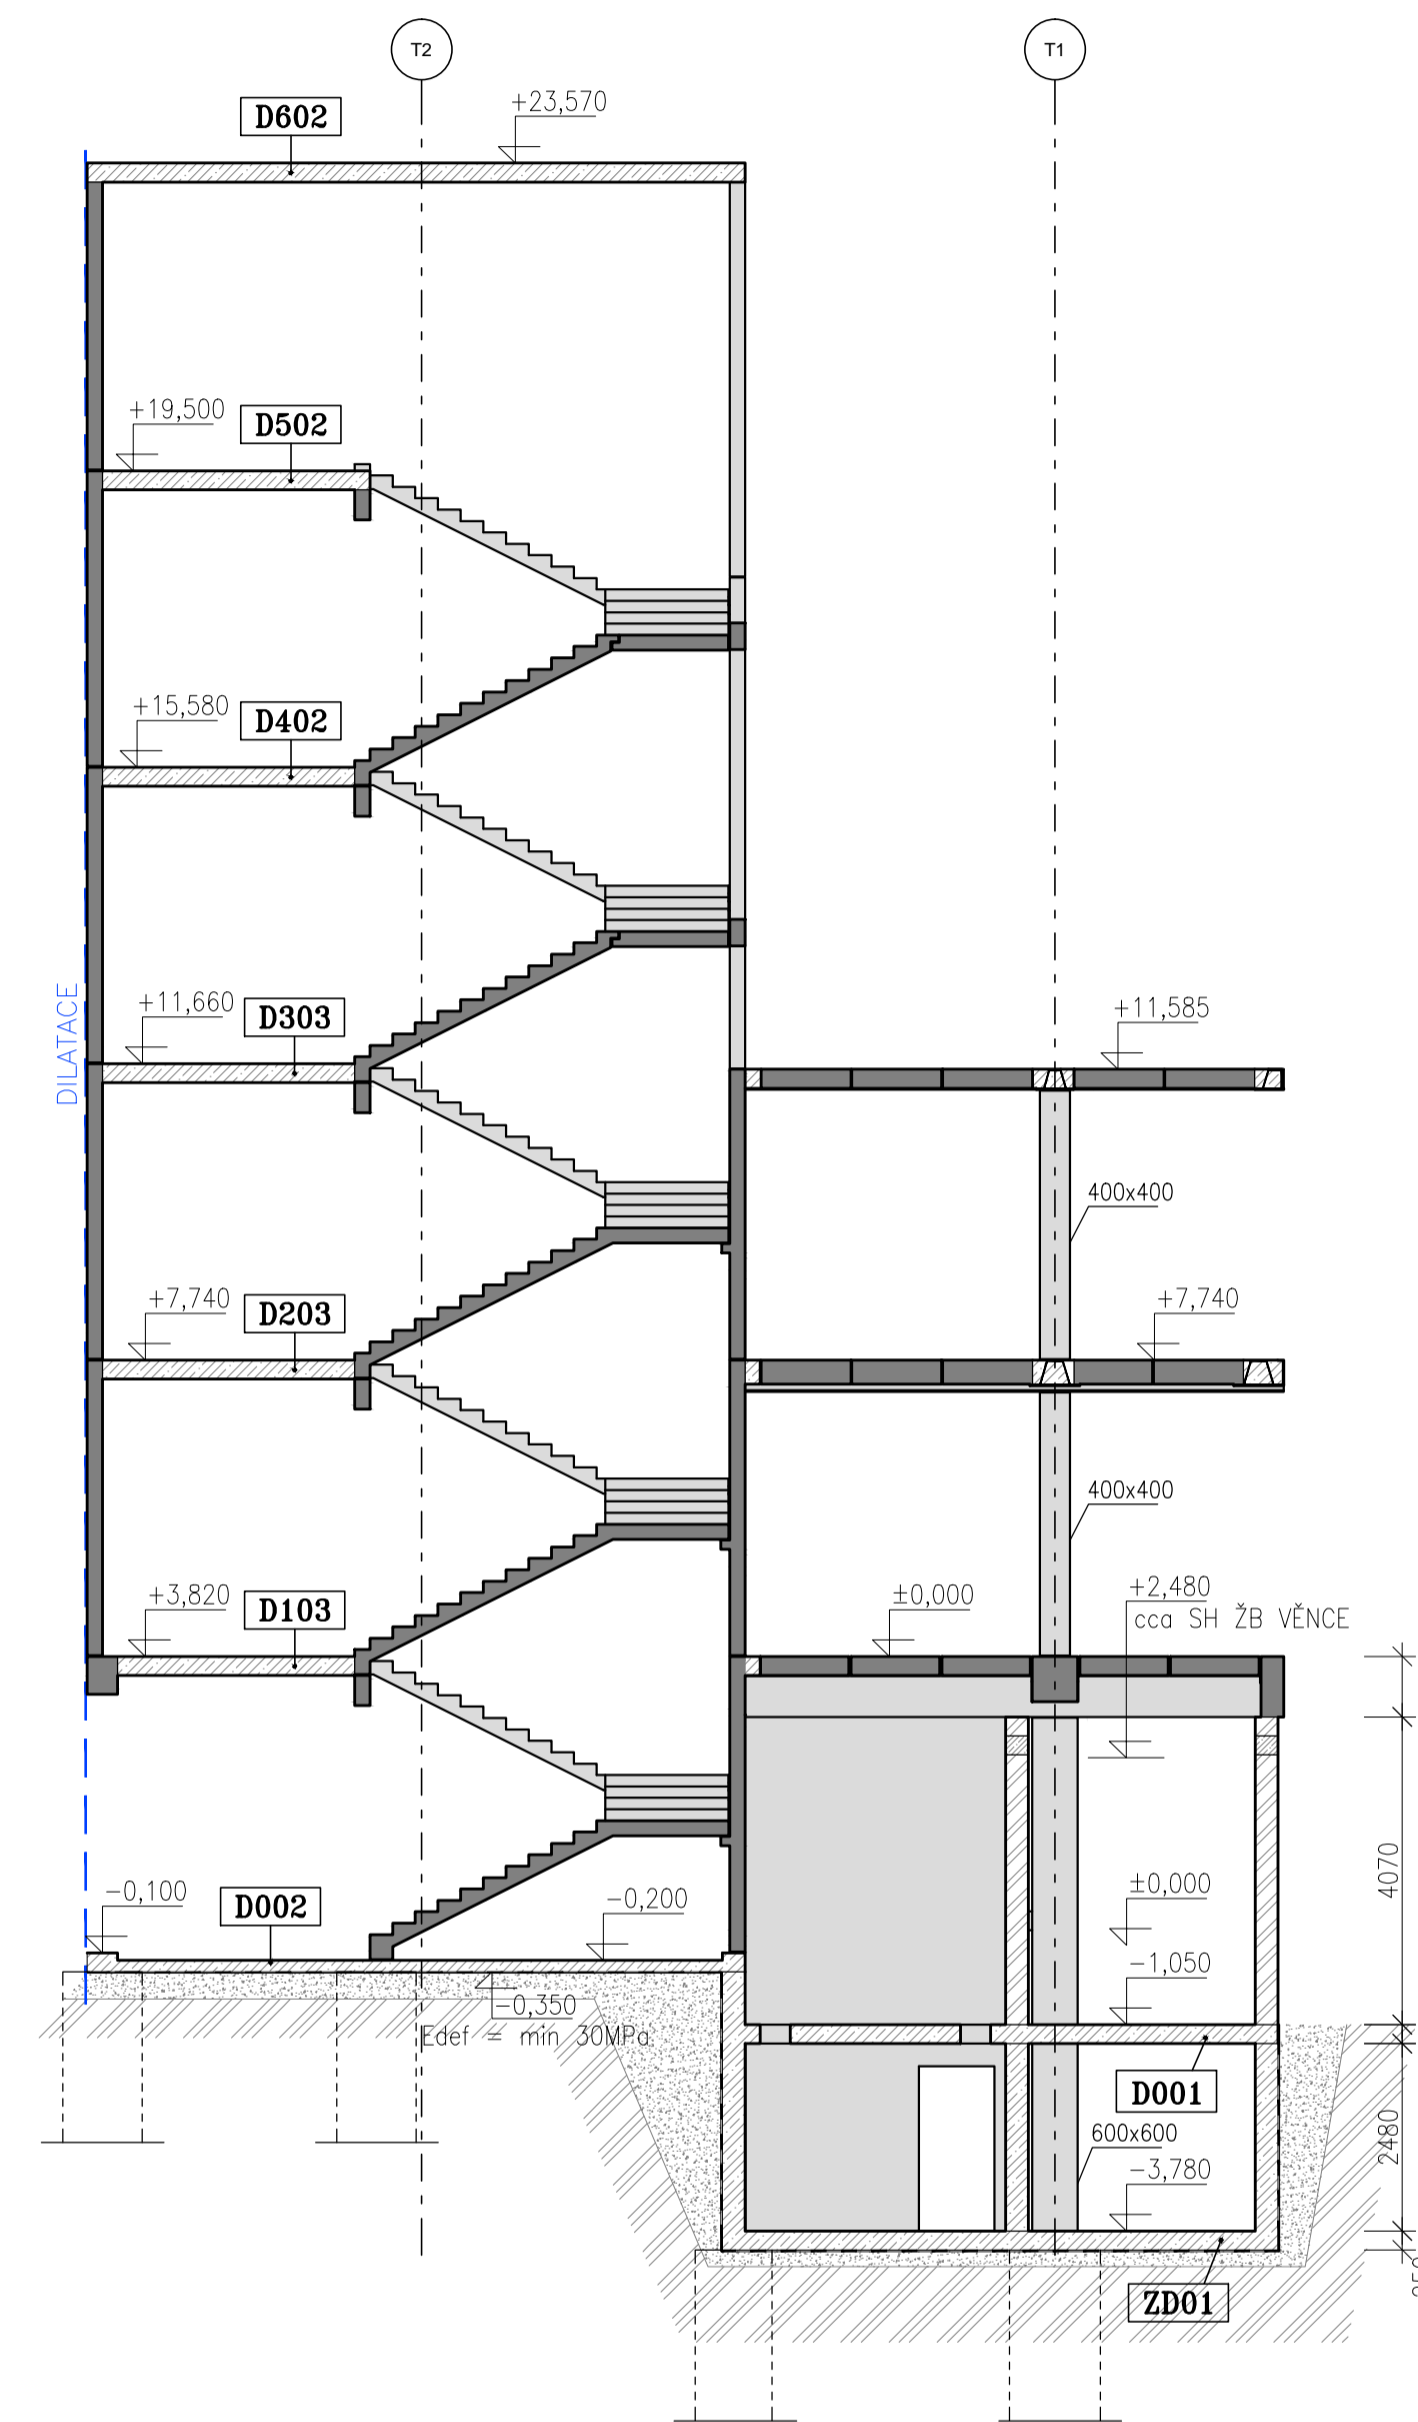 T2
T1
D602
+23,570
+19,500
D502
+15,580
D402
DILATACE
+11,660
D303
+11,585
400x400
+7,740
D203
+7,740
400x400
+3,820
D103
±0,000
+2,480
cca SH ŽB VĚNCE
4070
-0,100
D002
-0,200
±0,000
-1,050
-0,350
Edef = min 30MPa
D001
2480
600x600
-3,780
ZD01